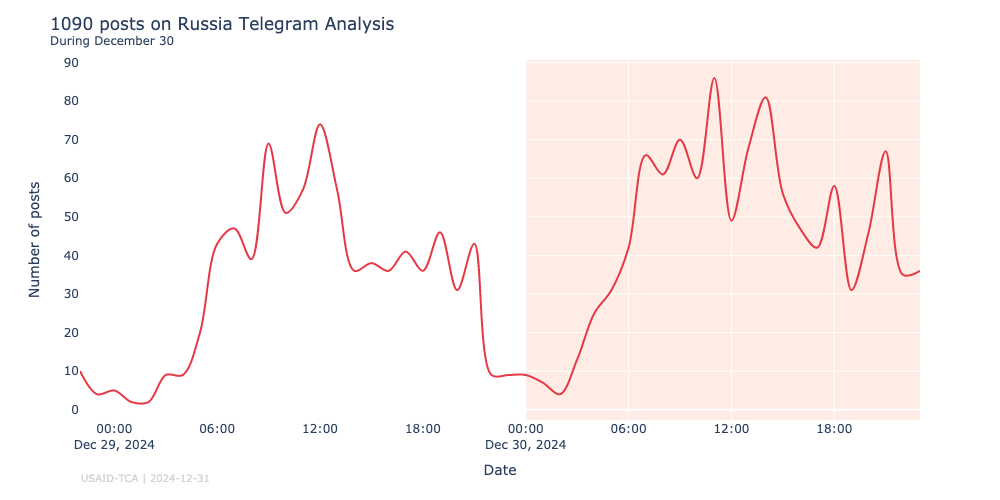 1090 posts on Russia Telegram Analysis
During December 30
90
80
70
60
50
40
30
20
10
0
Number of posts
00:00 06:00 12:00 18:00 00:00 06:00 12:00 18:00
Dec 29, 2024 Dec 30, 2024
Date
USAID-TCA | 2024-12-31